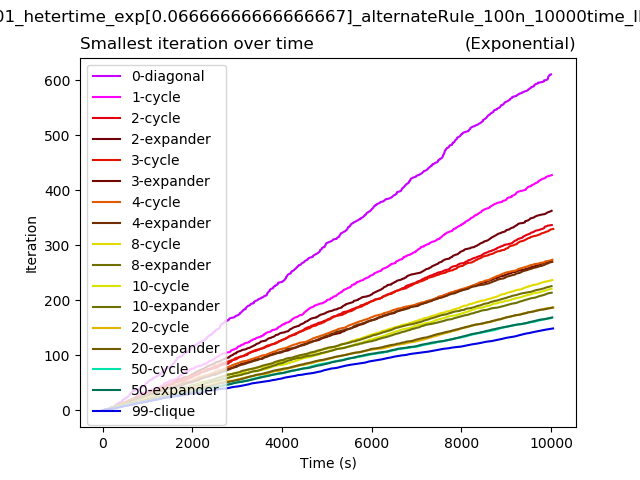 01_hetertime_exp[0.06666666666666667]_alternateRule_100n_10000time_
Smallest iteration over time
(Exponential)
600
500
400
300
200
100
0
Iteration
0-diagonal
1-cycle
2-cycle
2-expander
3-cycle
3-expander
4-cycle
4-expander
8-cycle
8-expander
10-cycle
10-expander
20-cycle
20-expander
50-cycle
50-expander
99-clique
0
2000
4000
6000
8000
10000
Time (s)